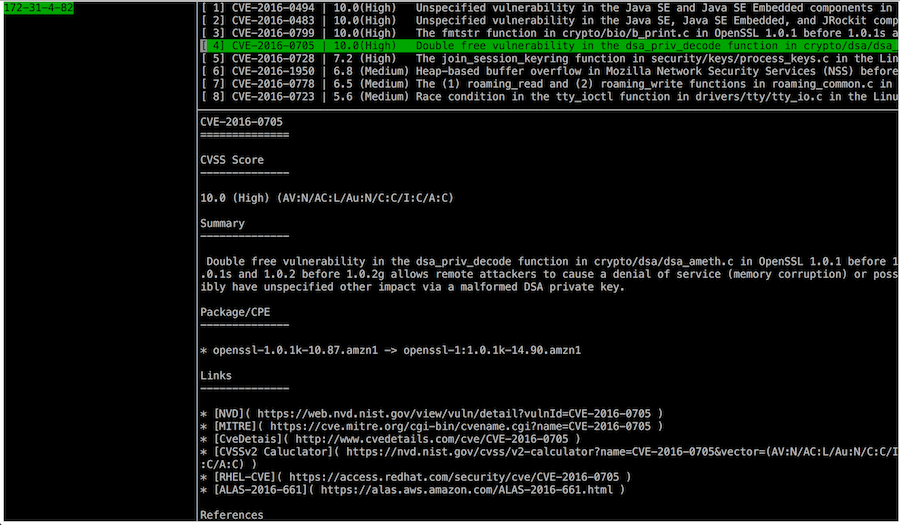 172-31-4-82
[ 1] CVE-2016-0494 | 10.0(High)   Unspecified vulnerability in the Java SE and Java SE Embedded components in
[ 2] CVE-2016-0483 | 10.0(High)   Unspecified vulnerability in the Java SE, Java SE Embedded, and JRockit comp
[ 3] CVE-2016-0799 | 10.0(High)   The fmtstr function in crypto/bio/b_print.c in OpenSSL 1.0.1 before 1.0.1s a
[ 4] CVE-2016-0705 | 10.0(High)   Double free vulnerability in the dsa_priv_decode function in crypto/dsa/dsa_
[ 5] CVE-2016-0728 | 7.2 (High)   The join_session_keyring function in security/keys/process_keys.c in the Lin
[ 6] CVE-2016-1950 | 6.8 (Medium) Heap-based buffer overflow in Mozilla Network Security Services (NSS) before
[ 7] CVE-2016-0778 | 6.5 (Medium) The (1) roaming_read and (2) roaming_write functions in roaming_common.c in
[ 8] CVE-2016-0723 | 5.6 (Medium) Race condition in the tty_ioctl function in drivers/tty/tty_io.c in the Linu
CVE-2016-0705
==============
CVSS Score
--------------
10.0 (High) (AV:N/AC:L/Au:N/C:C/I:C/A:C)
Summary
--------------
Double free vulnerability in the dsa_priv_decode function in crypto/dsa/dsa_ameth.c in OpenSSL 1.0.1 before 1
.0.1s and 1.0.2 before 1.0.2g allows remote attackers to cause a denial of service (memory corruption) or poss
ibly have unspecified other impact via a malformed DSA private key.
Package/CPE
--------------
* openssl-1.0.1k-10.87.amzn1 -> openssl-1:1.0.1k-14.90.amzn1
Links
--------------
* [NVD]( https://web.nvd.nist.gov/view/vuln/detail?vulnId=CVE-2016-0705 )
* [MITRE]( https://cve.mitre.org/cgi-bin/cvename.cgi?name=CVE-2016-0705 )
* [CveDetais]( http://www.cvedetails.com/cve/CVE-2016-0705 )
* [CVSSv2 Caluclator]( https://nvd.nist.gov/cvss/v2-calculator?name=CVE-2016-0705&vector=(AV:N/AC:L/Au:N/C:C/I
:C/A:C) )
* [RHEL-CVE]( https://access.redhat.com/security/cve/CVE-2016-0705 )
* [ALAS-2016-661]( https://alas.aws.amazon.com/ALAS-2016-661.html )
References